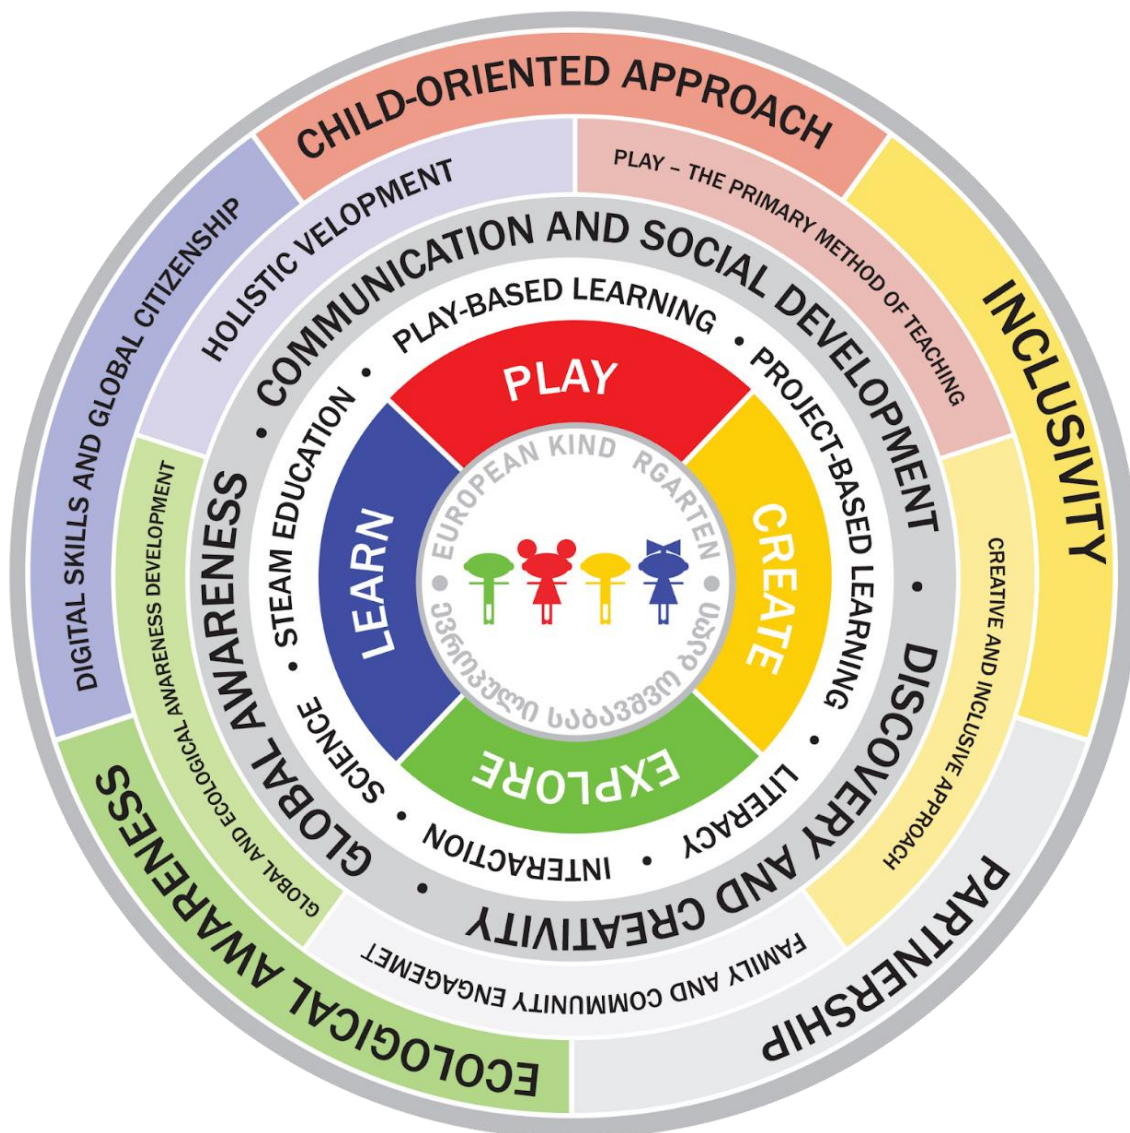 CHILD-ORIENTED APPROACH
INCLUSIVITY
PARTNERSHIP
ECOLOGICAL AWARENESS
DIGITAL SKILLS AND GLOBAL CITIZENSHIP
HOLISTIC VELOPMENT
PLAY – THE PRIMARY METHOD OF TEACHING
CREATIVE AND INCLUSIVE APPROACH
FAMILY AND COMMUNITY ENGAGEMET
GLOBAL AND ECOLOGICAL AWARENESS DEVELOPMENT
• COMMUNICATION AND SOCIAL DEVELOPMENT
• DISCOVERY AND CREATIVITY
• GLOBAL AWARENESS
• PLAY-BASED LEARNING
• PROJECT-BASED LEARNING
• LITERACY
• INTERACTION
• SCIENCE
• STEAM EDUCATION
PLAY
CREATE
EXPLORE
LEARN
• EUROPEAN KIND RGARTEN •
ევროპული საბავშვო ბაღი